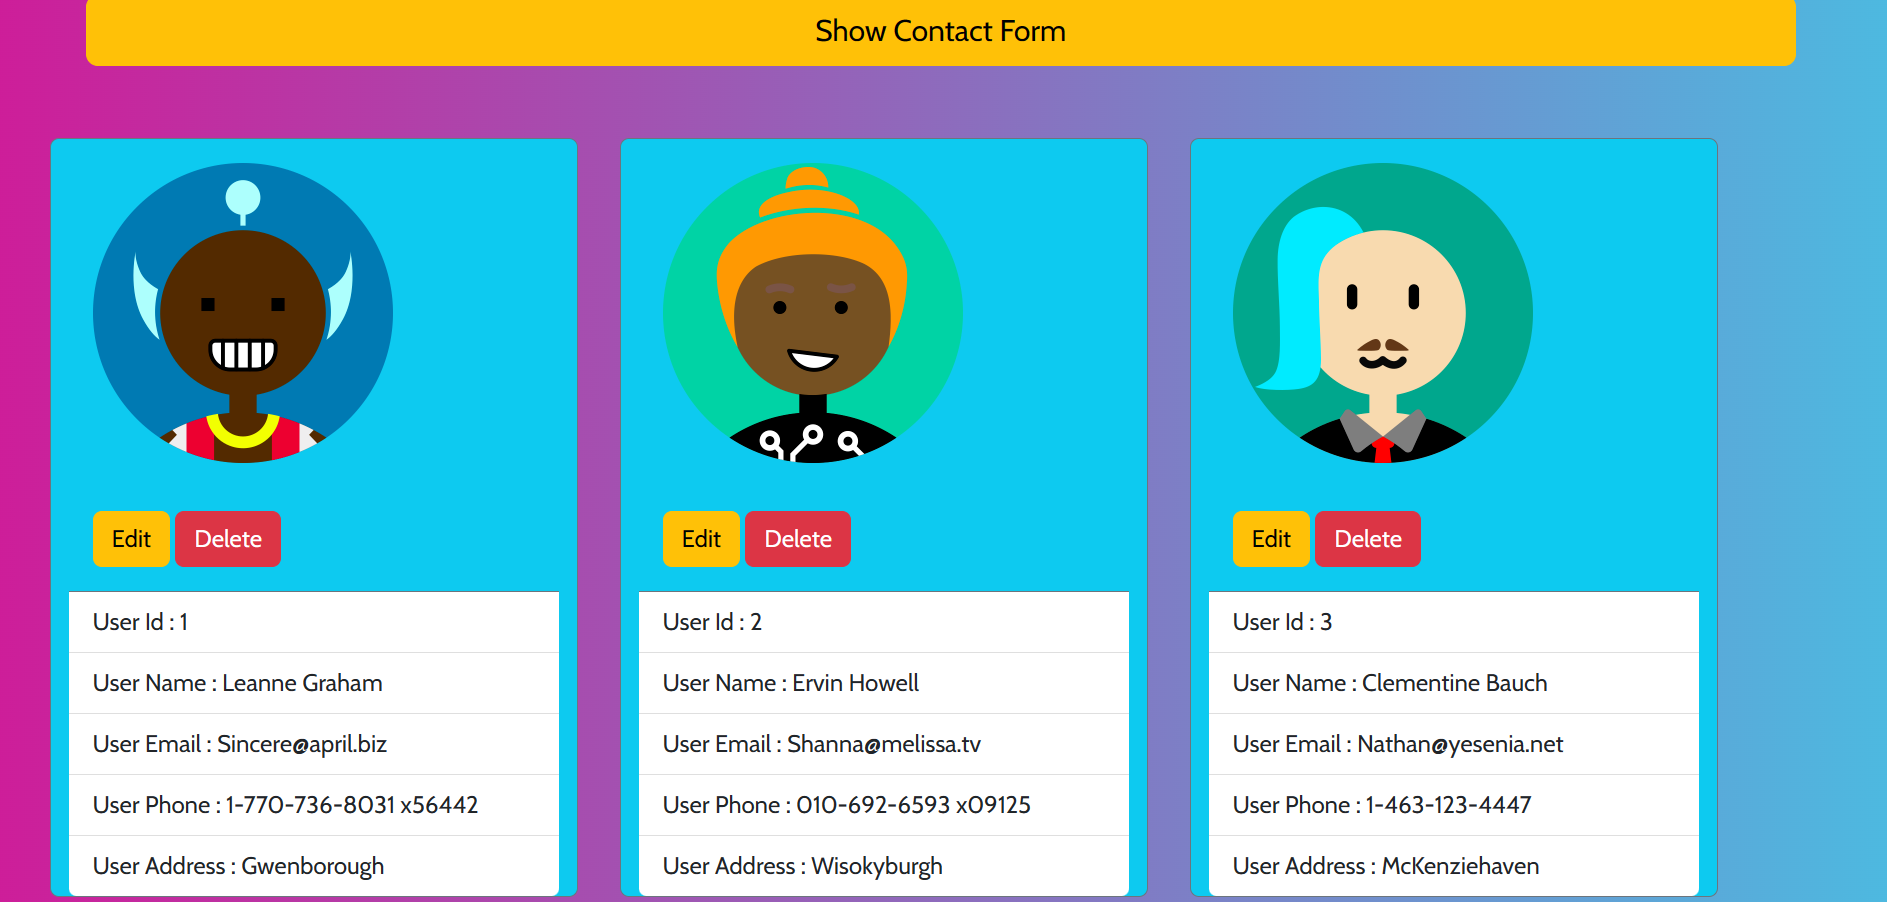 Show Contact Form
Edit Delete
User Id : 1
User Name : Leanne Graham
User Email : Sincere@april.biz
User Phone : 1-770-736-8031 x56442
User Address : Gwenborough
Edit Delete
User Id : 2
User Name : Ervin Howell
User Email : Shanna@melissa.tv
User Phone : 010-692-6593 x09125
User Address : Wisokyburgh
Edit Delete
User Id : 3
User Name : Clementine Bauch
User Email : Nathan@yesenia.net
User Phone : 1-463-123-4447
User Address : McKenziehaven